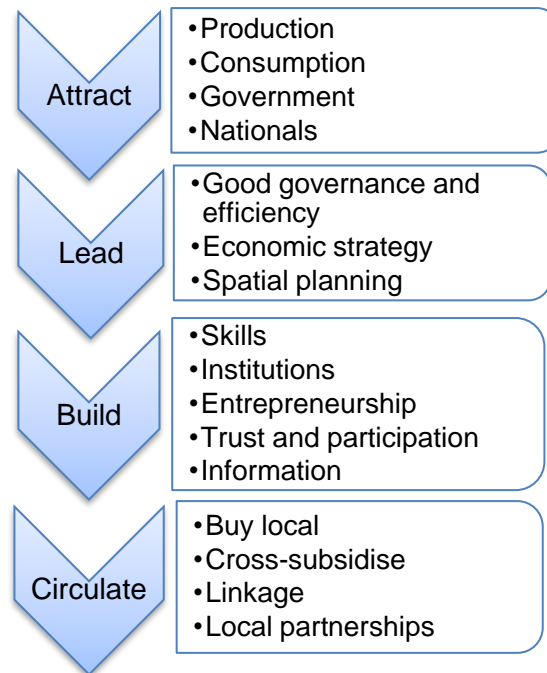 Attract
•Production
•Consumption
•Government
•Nationals
Lead
•Good governance and
efficiency
•Economic strategy
•Spatial planning
Build
•Skills
•Institutions
•Entrepreneurship
•Trust and participation
•Information
Circulate
•Buy local
•Cross-subsidise
•Linkage
•Local partnerships